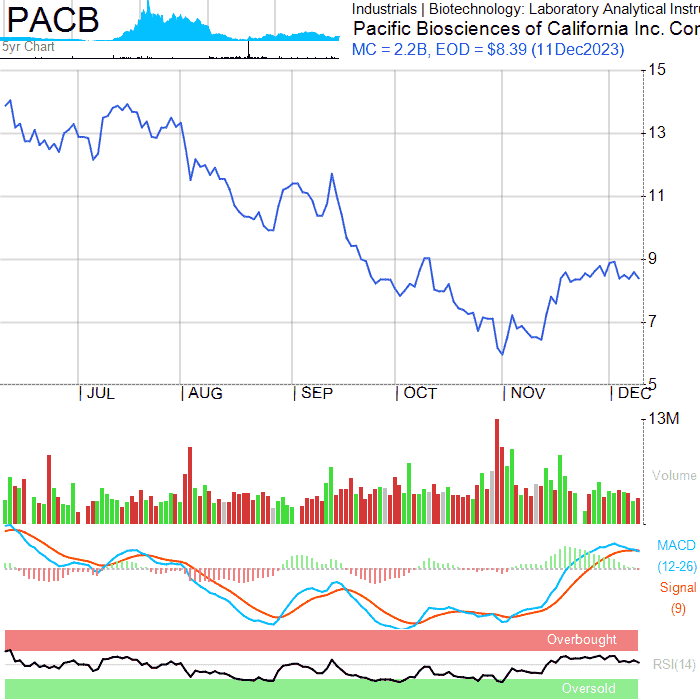 PACB
5yr Chart
Industrials | Biotechnology: Laboratory Analytical Instr
Pacific Biosciences of California Inc. Cor
MC = 2.2B, EOD = $8.39 (11Dec2023)
15
13
11
9
7
5
| JUL | AUG | SEP | OCT | NOV | DEC
13M
Volume
MACD
(12-26)
Signal
(9)
Overbought
RSI(14)
Oversold